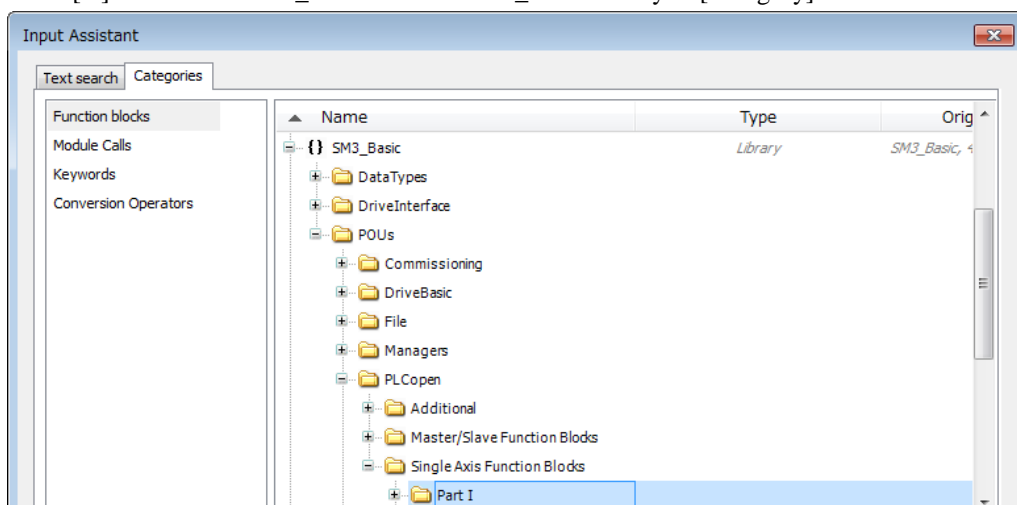 Input Assistant
Text search Categories
Function blocks
Module Calls
Keywords
Conversion Operators
Name Type Orig
SM3_Basic Library SM3_Basic, 4
DataTypes
DriveInterface
POUs
Commissioning
DriveBasic
File
Managers
PLCopen
Additional
Master/Slave Function Blocks
Single Axis Function Blocks
Part I